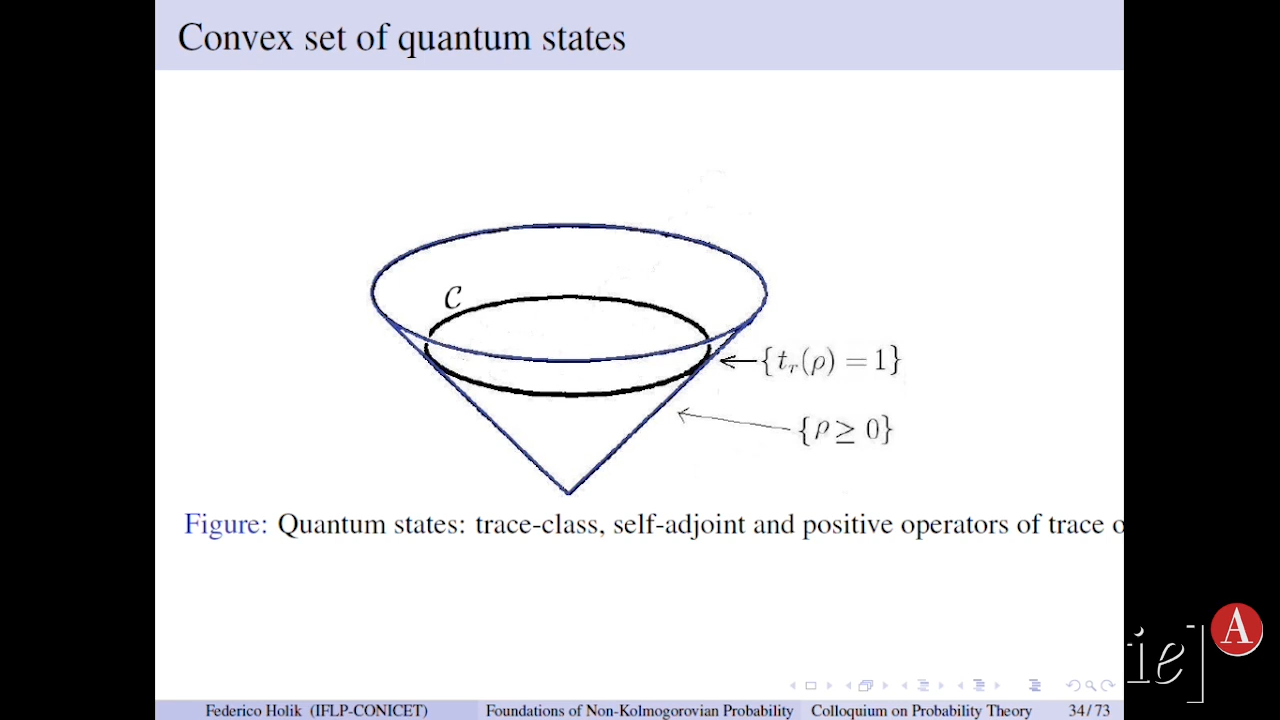 Convex set of quantum states
𝒞
{t_r(ρ) = 1}
{ρ ≥ 0}
Figure: Quantum states: trace-class, self-adjoint and positive operators of trace o
ie]
A
Federico Holik (IFLP-CONICET) Foundations of Non-Kolmogorovian Probability Colloquium on Probability Theory 34 / 73